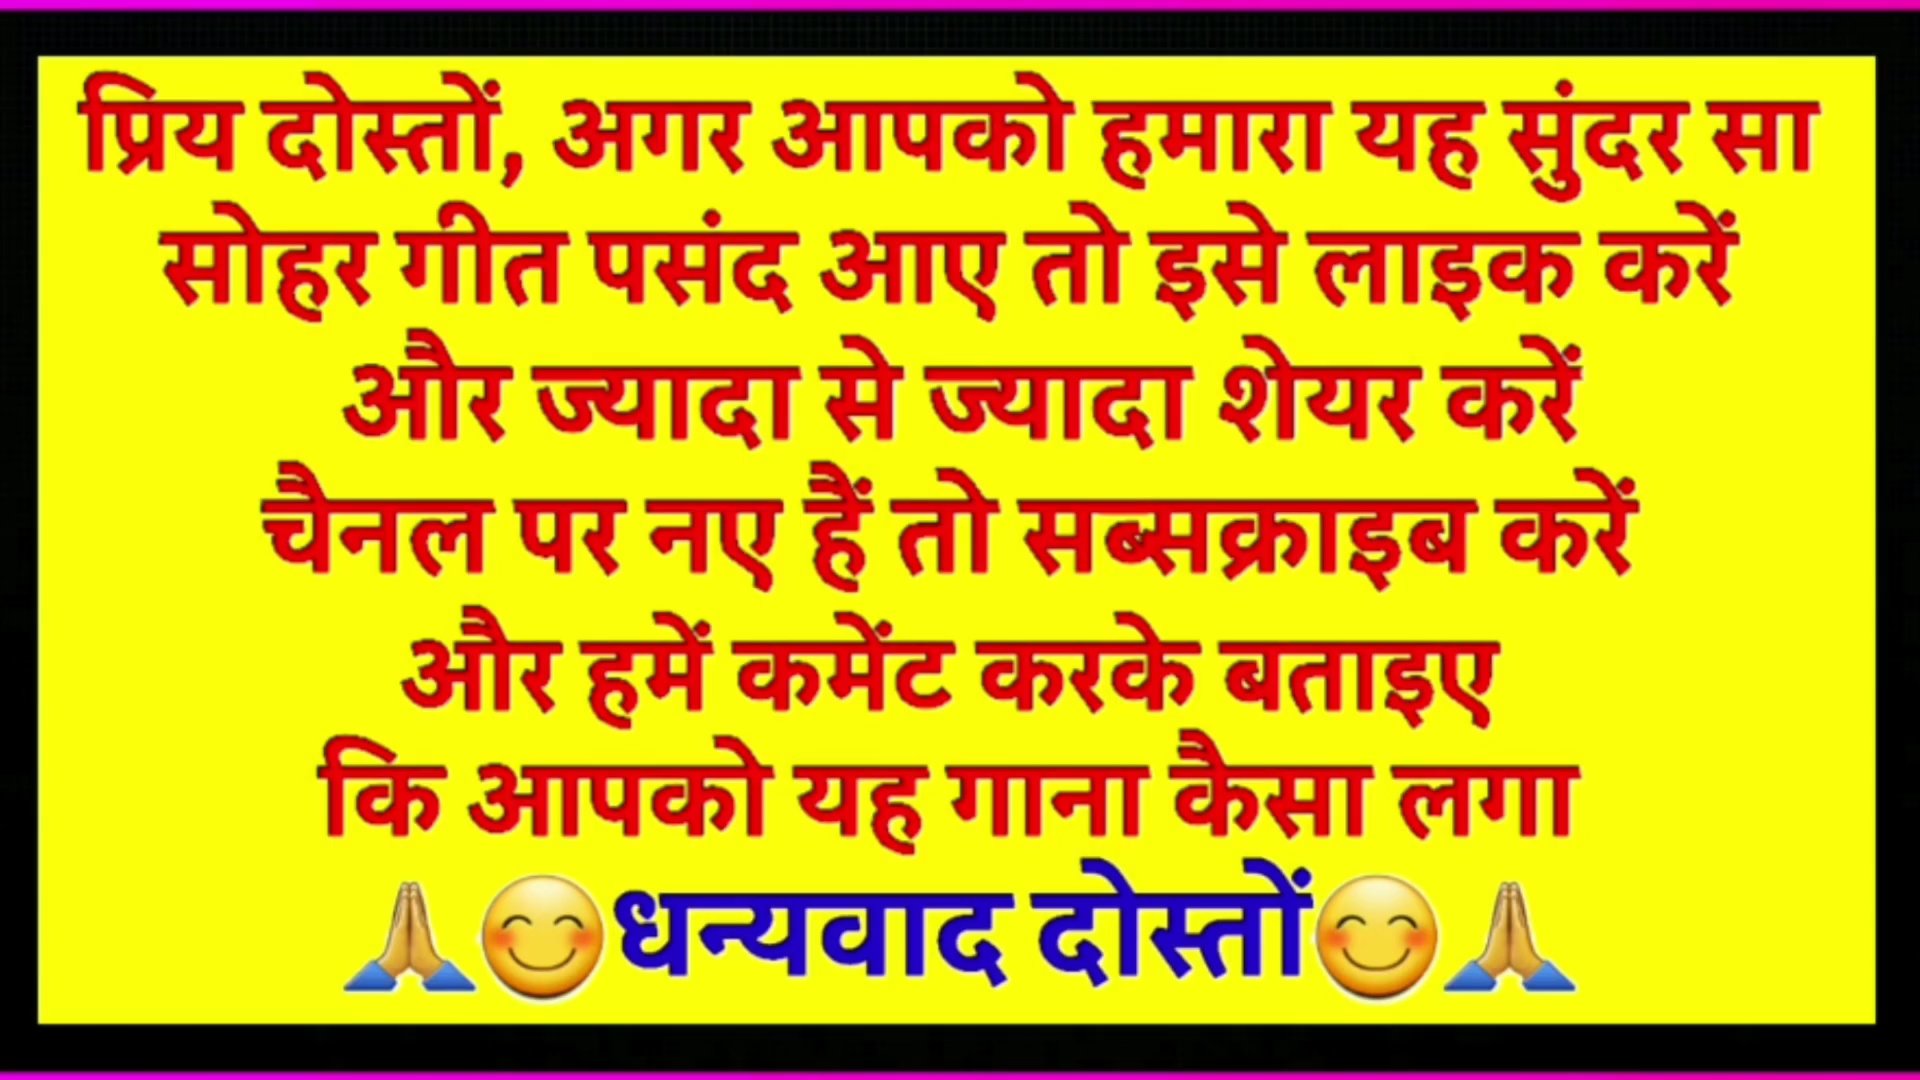 प्रिय दोस्तों, अगर आपको हमारा यह सुंदर सा
सोहर गीत पसंद आए तो इसे लाइक करें
और ज्यादा से ज्यादा शेयर करें
चैनल पर नए हैं तो सब्सक्राइब करें
और हमें कमेंट करके बताइए
कि आपको यह गाना कैसा लगा
🙏😊धन्यवाद दोस्तों😊🙏